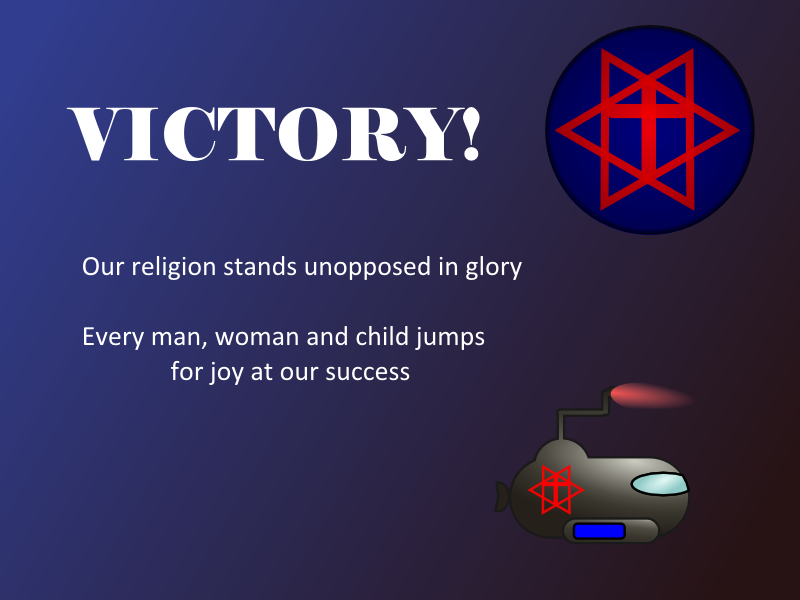 VICTORY!
Our religion stands unopposed in glory
Every man, woman and child jumps
for joy at our success